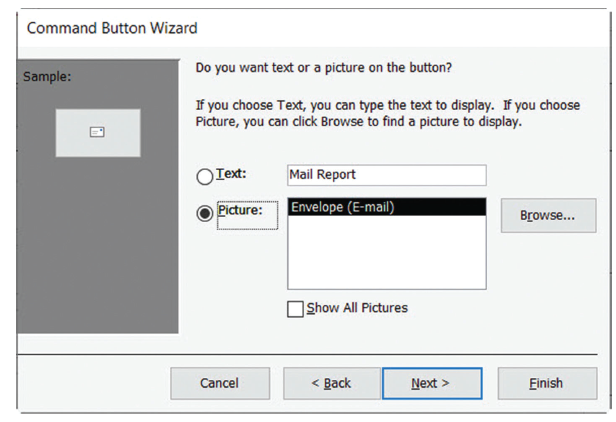 Command Button Wizard
Sample:
Do you want text or a picture on the button?
If you choose Text, you can type the text to display. If you choose
Picture, you can click Browse to find a picture to display.
Text:
Mail Report
Picture:
Envelope (E-mail)
Browse...
Show All Pictures
Cancel
< Back
Next >
Finish